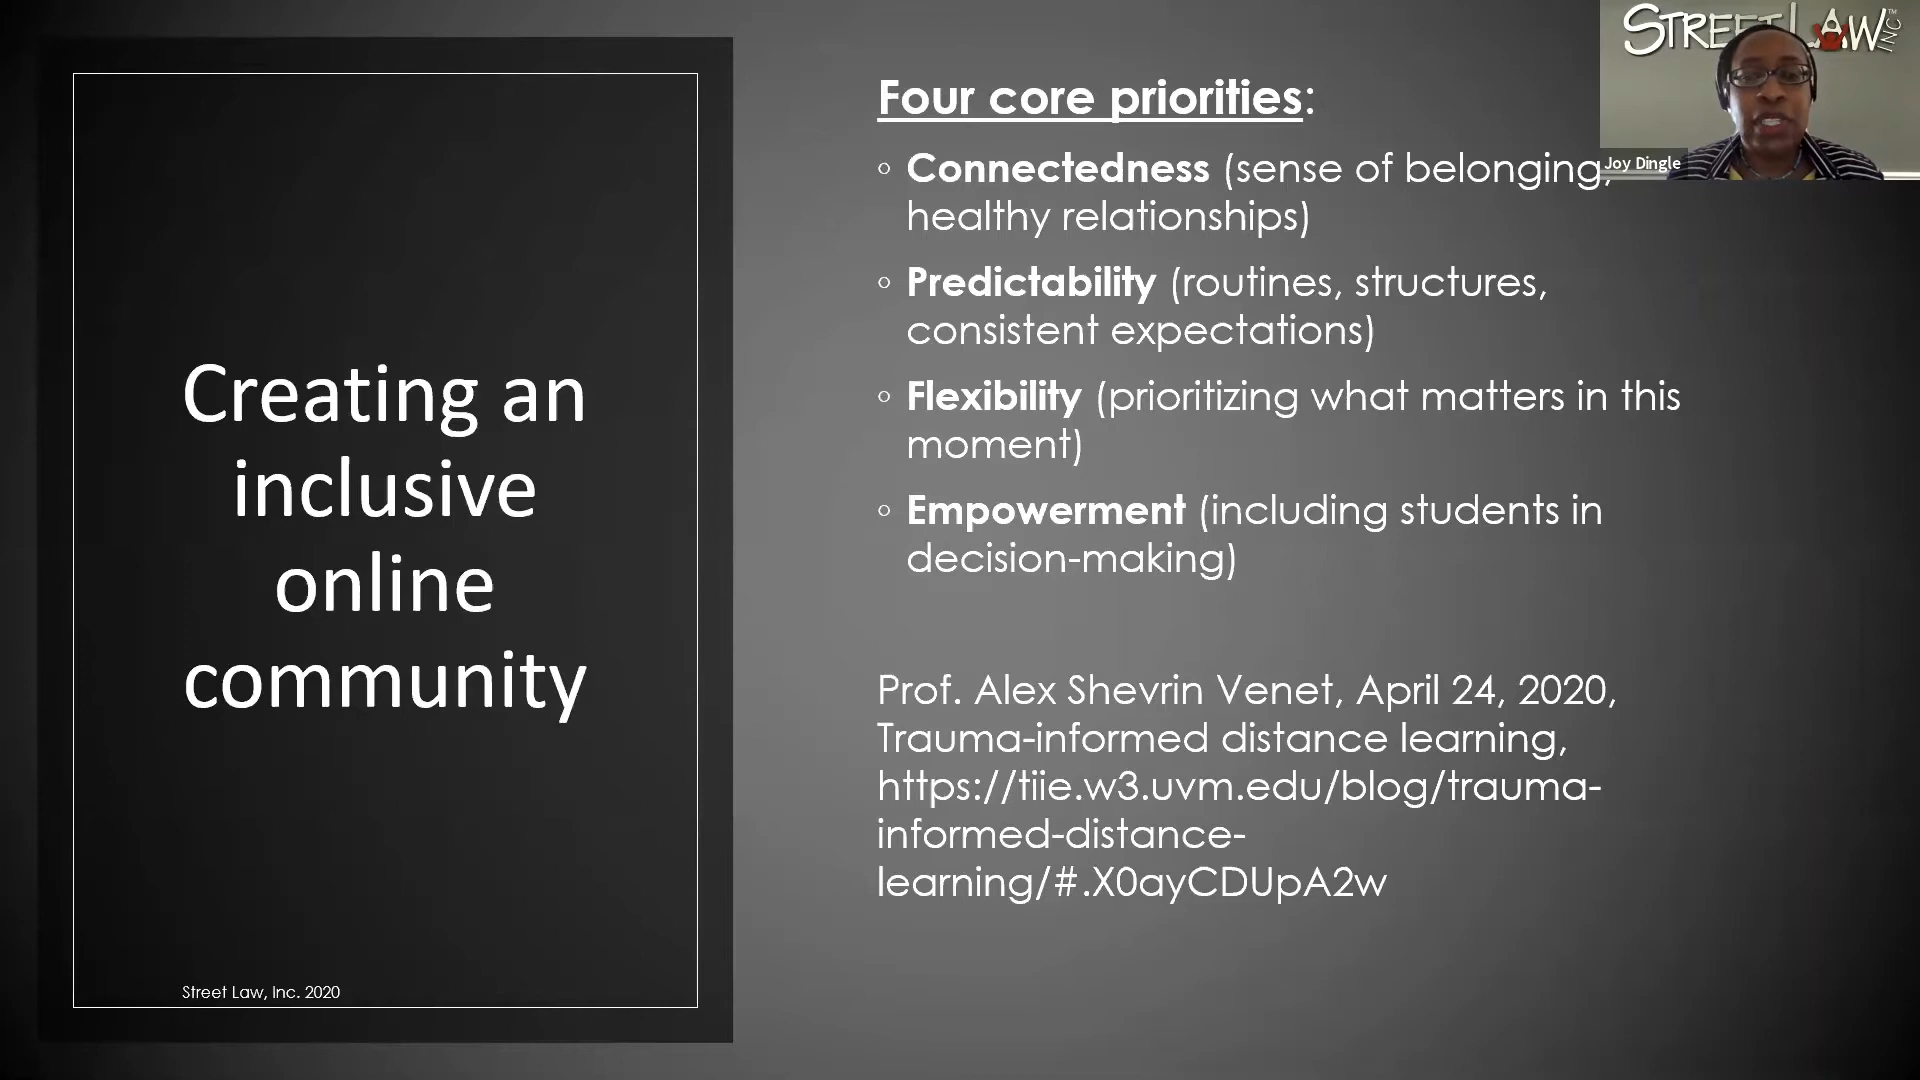 Creating an
inclusive
online
community
Street Law, Inc. 2020
Four core priorities:
◦ Connectedness (sense of belonging,
healthy relationships)
◦ Predictability (routines, structures,
consistent expectations)
◦ Flexibility (prioritizing what matters in this
moment)
◦ Empowerment (including students in
decision-making)
Prof. Alex Shevrin Venet, April 24, 2020,
Trauma-informed distance learning,
https://tiie.w3.uvm.edu/blog/trauma-
informed-distance-
learning/#.X0ayCDUpA2w
STREET LAW INC™
Joy Dingle